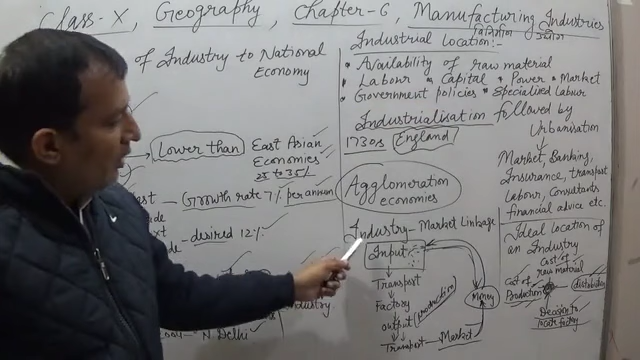 Class-X, Geography, Chapter-6, Manufacturing Industries
विनिर्माण उद्योग
of Industry to National
Economy
Lower than
East Asian
Economies
25 to 35%
Growth rate 7% per annum
desired 12%
N. Delhi
Industrial Location:-
• Availability of raw material
• Labour • Capital • Power • Market
• Government policies • Specialised Labour
Industrialisation followed by
Urbanisation
1730s England
Agglomeration
economies
Market, Banking,
Insurance, transport
Labour, Consultants
financial advice etc.
Industry - Market Linkage
Input
Transport
Factory
output (Production)
Transport - Market
Money
Ideal location of
an Industry
Cost of
raw material
Cost of
Production
distribution
Decision to